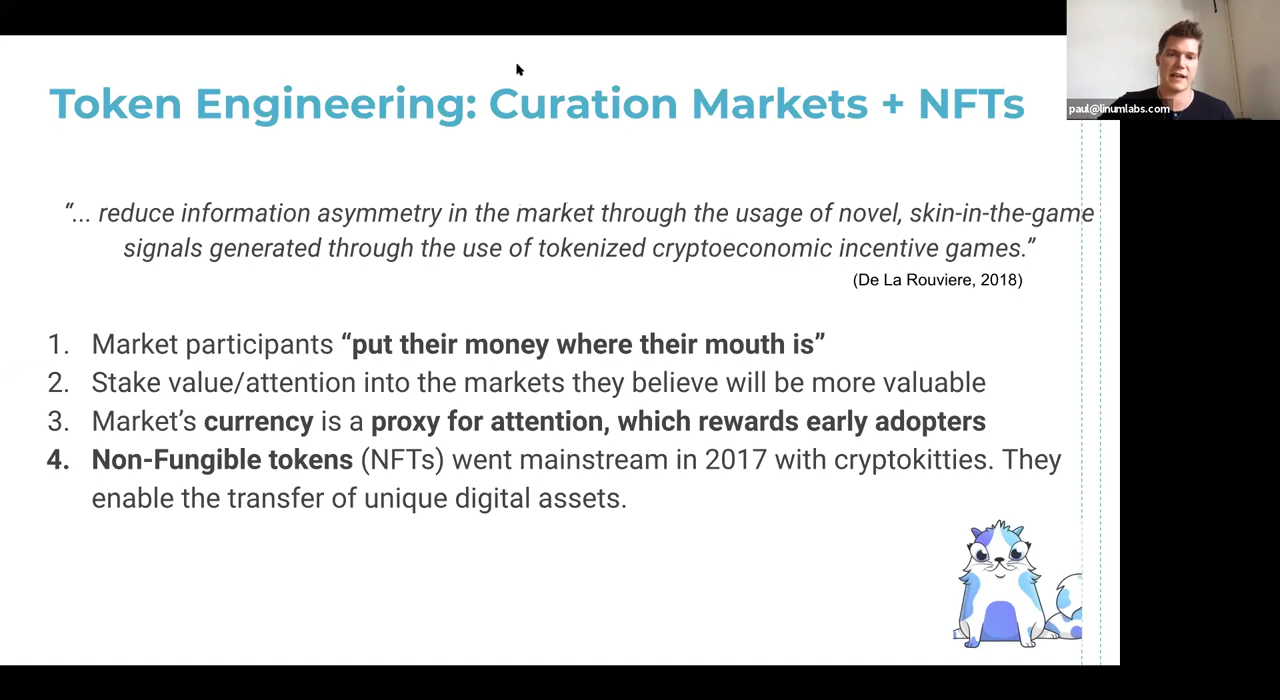 Token Engineering: Curation Markets + NFTs
paul@linumlabs.com
“... reduce information asymmetry in the market through the usage of novel, skin-in-the-game
signals generated through the use of tokenized cryptoeconomic incentive games.”
(De La Rouviere, 2018)
1. Market participants “put their money where their mouth is”
2. Stake value/attention into the markets they believe will be more valuable
3. Market’s currency is a proxy for attention, which rewards early adopters
4. Non-Fungible tokens (NFTs) went mainstream in 2017 with cryptokitties. They
enable the transfer of unique digital assets.